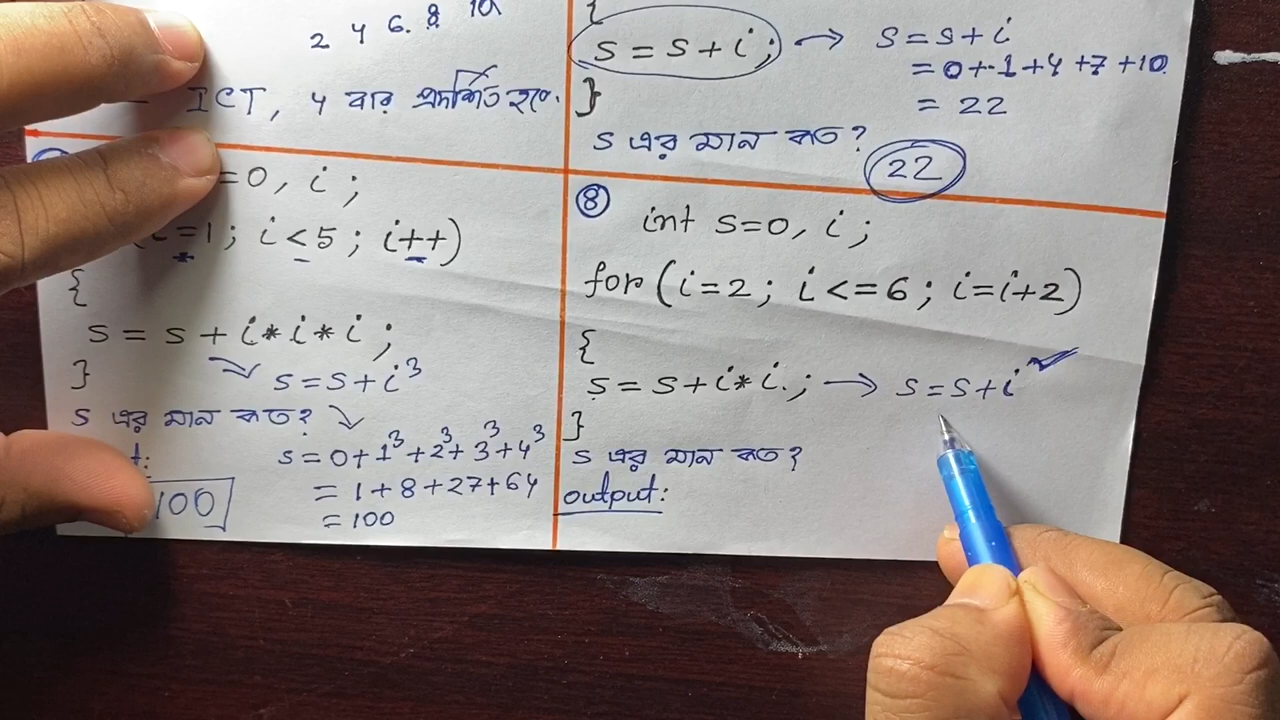 2 4 6. 8 10
ICT, 4 বার প্রদর্শিত হবে.
{
s = s + i ; → s = s + i
= 0 + 1 + 4 + 7 + 10
= 22
}
s এর মান কত?
22
=0, i ;
i=1; i < 5 ; i++)
{
s = s + i * i * i ;
s = s + i³
}
s এর মান কত?
s = 0 + 1³ + 2³ + 3³ + 4³
= 1 + 8 + 27 + 64
= 100
t:
100
8
int s=0, i ;
for (i=2; i <= 6 ; i=i+2)
{
s = s + i * i ; → s = s + i
}
s এর মান কত?
output: